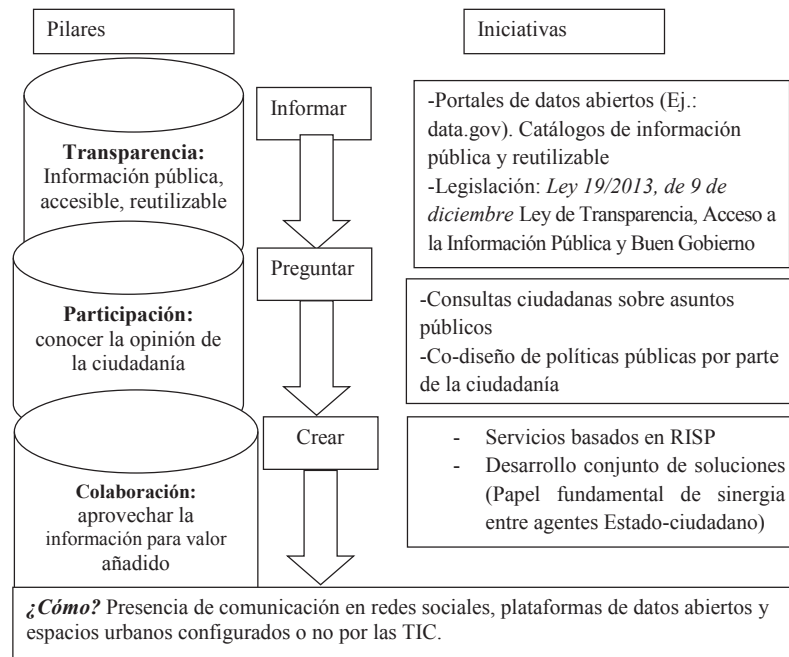 Pilares
Iniciativas
Transparencia:
Información pública,
accesible, reutilizable
Informar
-Portales de datos abiertos (Ej.:
data.gov). Catálogos de información
pública y reutilizable
-Legislación: Ley 19/2013, de 9 de
diciembre Ley de Transparencia, Acceso a
la Información Pública y Buen Gobierno
Participación:
conocer la opinión de
la ciudadanía
Preguntar
-Consultas ciudadanas sobre asuntos
públicos
-Co-diseño de políticas públicas por parte
de la ciudadanía
Colaboración:
aprovechar la
información para valor
añadido
Crear
- Servicios basados en RISP
- Desarrollo conjunto de soluciones
(Papel fundamental de sinergia
entre agentes Estado-ciudadano)
¿Cómo? Presencia de comunicación en redes sociales, plataformas de datos abiertos y
espacios urbanos configurados o no por las TIC.